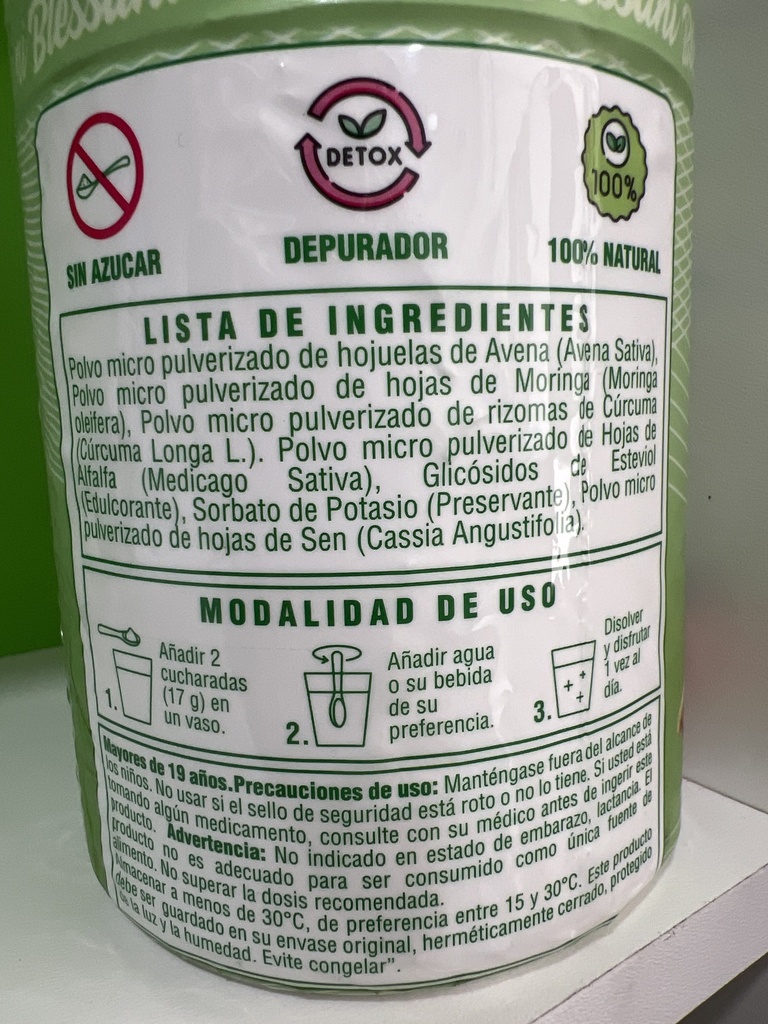 Blessan
DETOX
100%
SIN AZUCAR
DEPURADOR
100% NATURAL
LISTA DE INGREDIENTES
Polvo micro pulverizado de hojuelas de Avena (Avena Sativa),
Polvo micro pulverizado de hojas de Moringa (Moringa
oleifera), Polvo micro pulverizado de rizomas de Cúrcuma
(Cúrcuma Longa L.). Polvo micro pulverizado de Hojas de
Alfalfa (Medicago Sativa), Glicósidos de Esteviol
(Edulcorante), Sorbato de Potasio (Preservante), Polvo micro
pulverizado de hojas de Sen (Cassia Angustifolia).
MODALIDAD DE USO
1.
Añadir 2
cucharadas
(17 g) en
un vaso.
2.
Añadir agua
o su bebida
de su
preferencia.
3.
Disolver
y disfrutar
1 vez al
día.
Mayores de 19 años.Precauciones de uso: Manténgase fuera del alcance de
los niños. No usar si el sello de seguridad está roto o no lo tiene. Si usted está
tomando algún medicamento, consulte con su médico antes de ingerir este
producto. Advertencia: No indicado en estado de embarazo, lactancia. El
producto no es adecuado para ser consumido como única fuente de
alimento. No superar la dosis recomendada.
Almacenar a menos de 30°C, de preferencia entre 15 y 30°C. Este producto
debe ser guardado en su envase original, herméticamente cerrado, protegido
de la luz y la humedad. Evite congelar”.